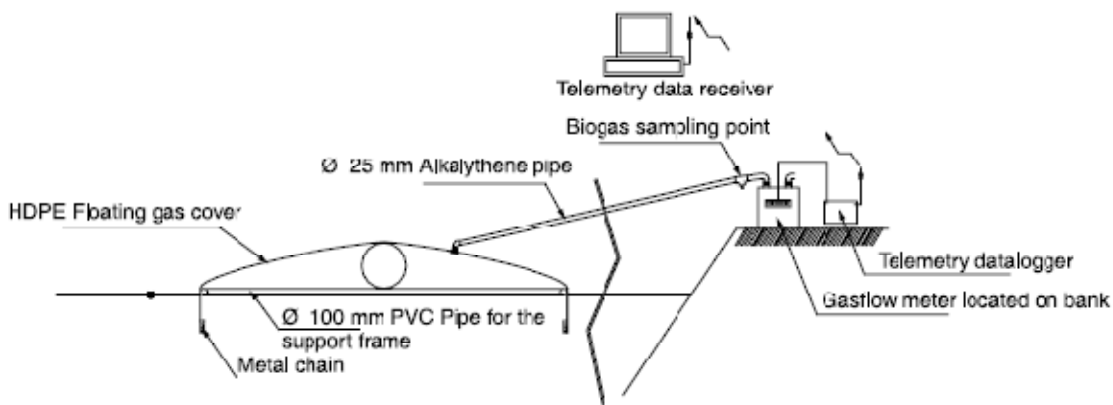 Telemetry data receiver
Biogas sampling point
Ø 25 mm Alkalythene pipe
HDPE Floating gas cover
Telemetry datalogger
Gasflow meter located on bank
Ø 100 mm PVC Pipe for the
support frame
Metal chain